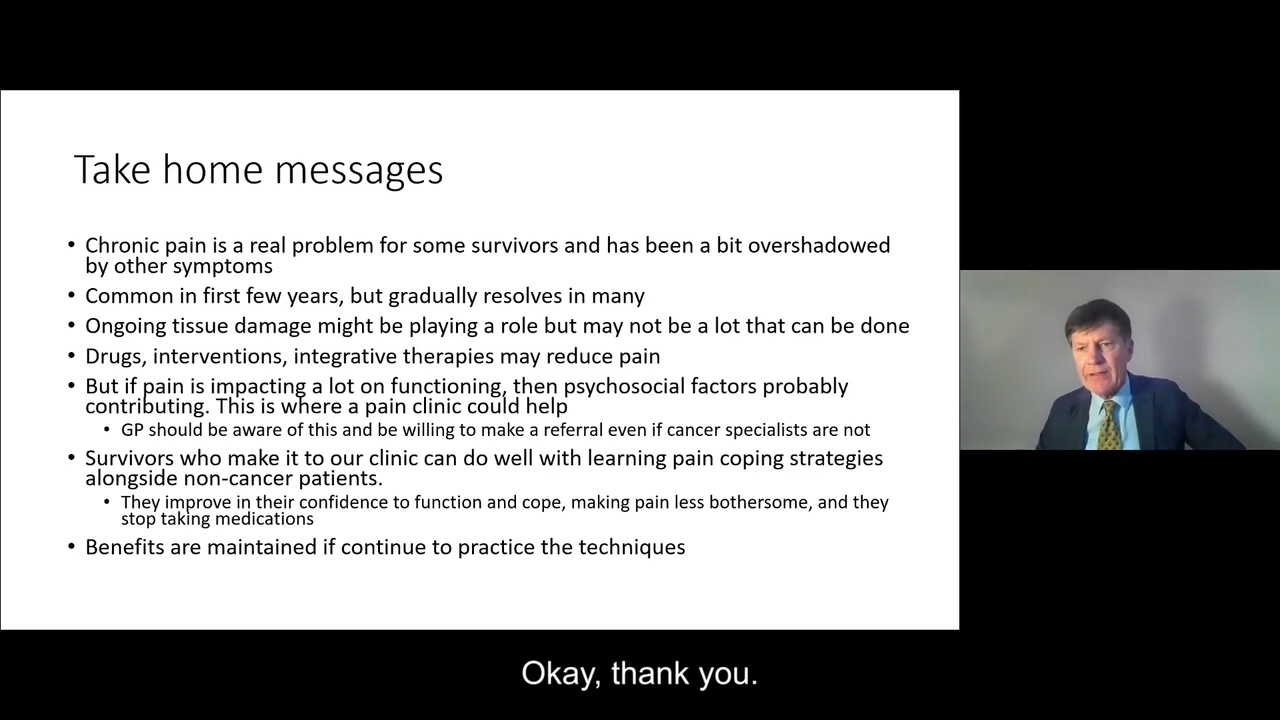 Take home messages
• Chronic pain is a real problem for some survivors and has been a bit overshadowed
by other symptoms
• Common in first few years, but gradually resolves in many
• Ongoing tissue damage might be playing a role but may not be a lot that can be done
• Drugs, interventions, integrative therapies may reduce pain
• But if pain is impacting a lot on functioning, then psychosocial factors probably
contributing. This is where a pain clinic could help
• GP should be aware of this and be willing to make a referral even if cancer specialists are not
• Survivors who make it to our clinic can do well with learning pain coping strategies
alongside non-cancer patients.
• They improve in their confidence to function and cope, making pain less bothersome, and they
stop taking medications
• Benefits are maintained if continue to practice the techniques
Okay, thank you.